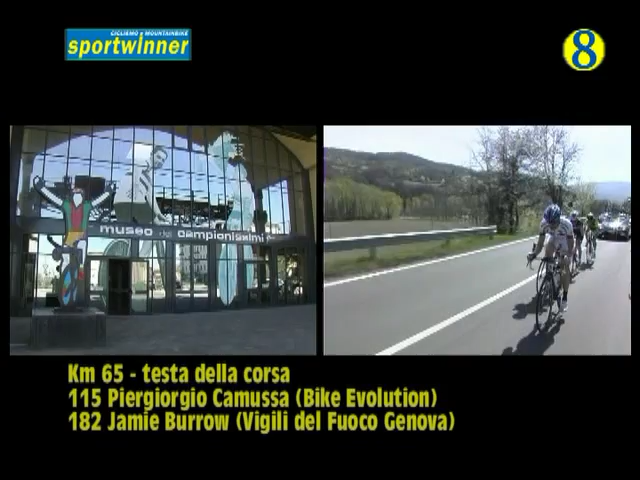 CICLISMO e MOUNTAINBIKE
sportwinner
8
museo dei campionissimi
Km 65 - testa della corsa
115 Piergiorgio Camussa (Bike Evolution)
182 Jamie Burrow (Vigili del Fuoco Genova)